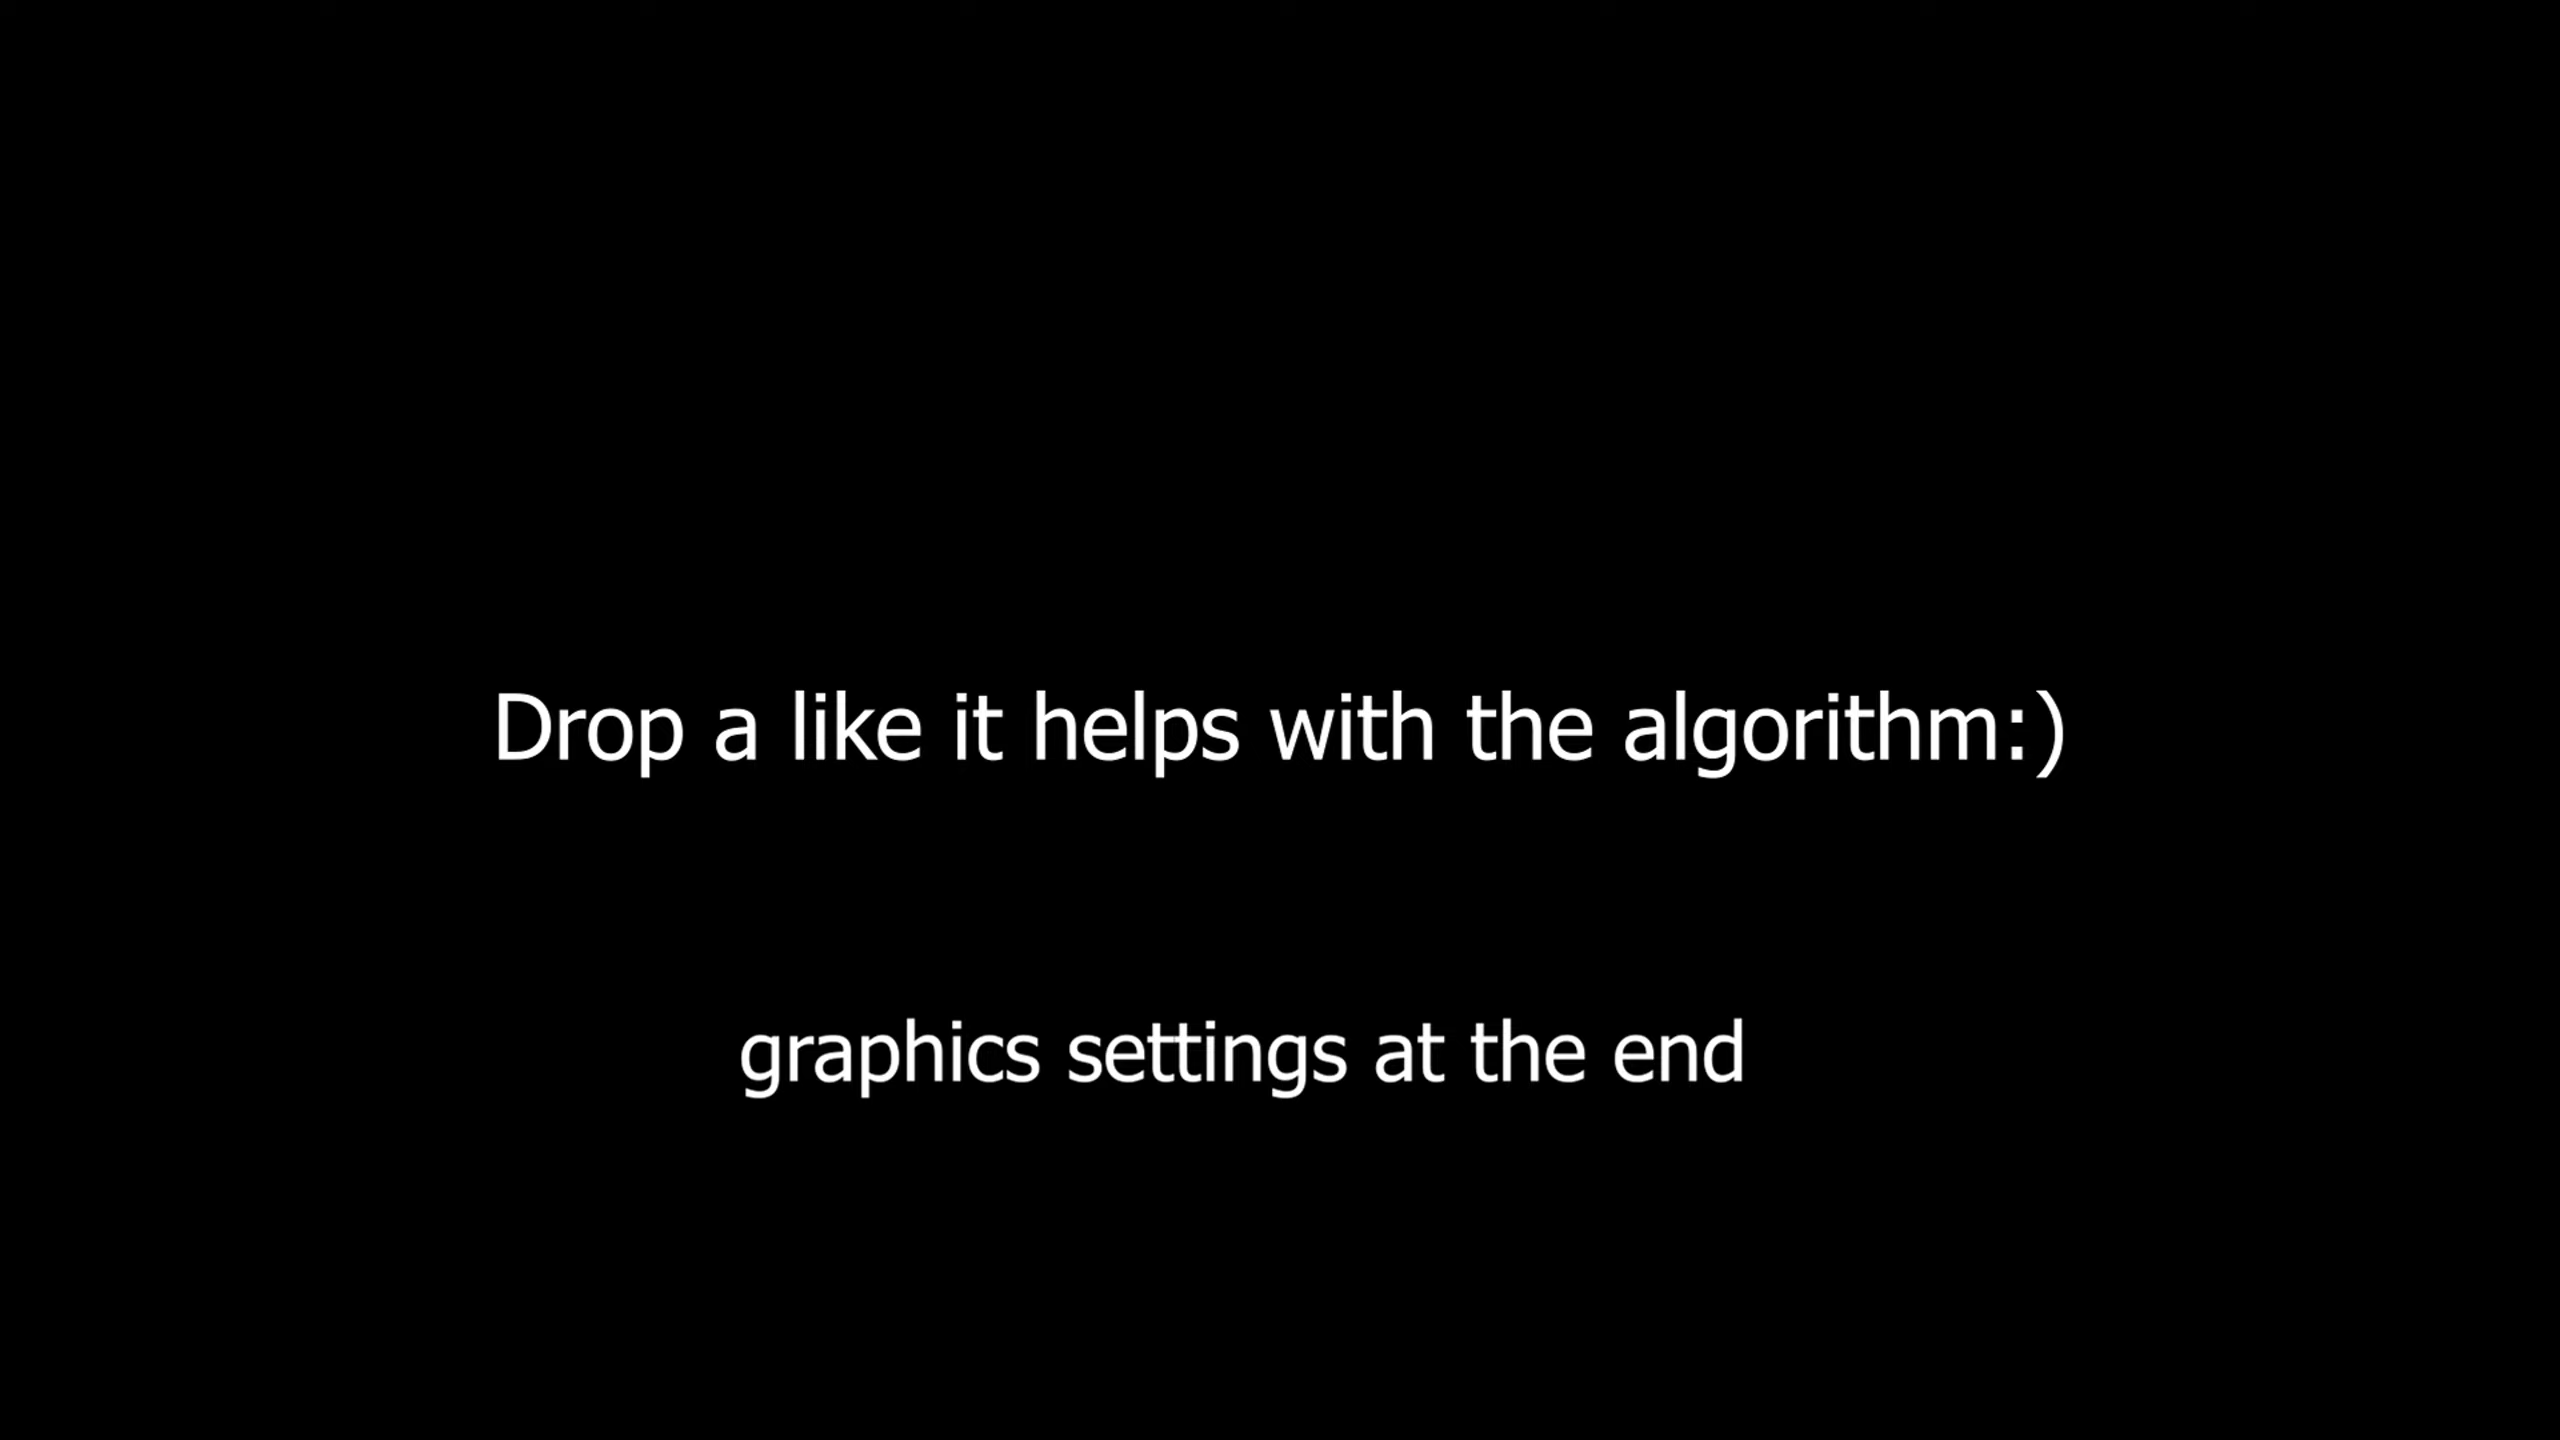 Drop a like it helps with the algorithm:)
graphics settings at the end